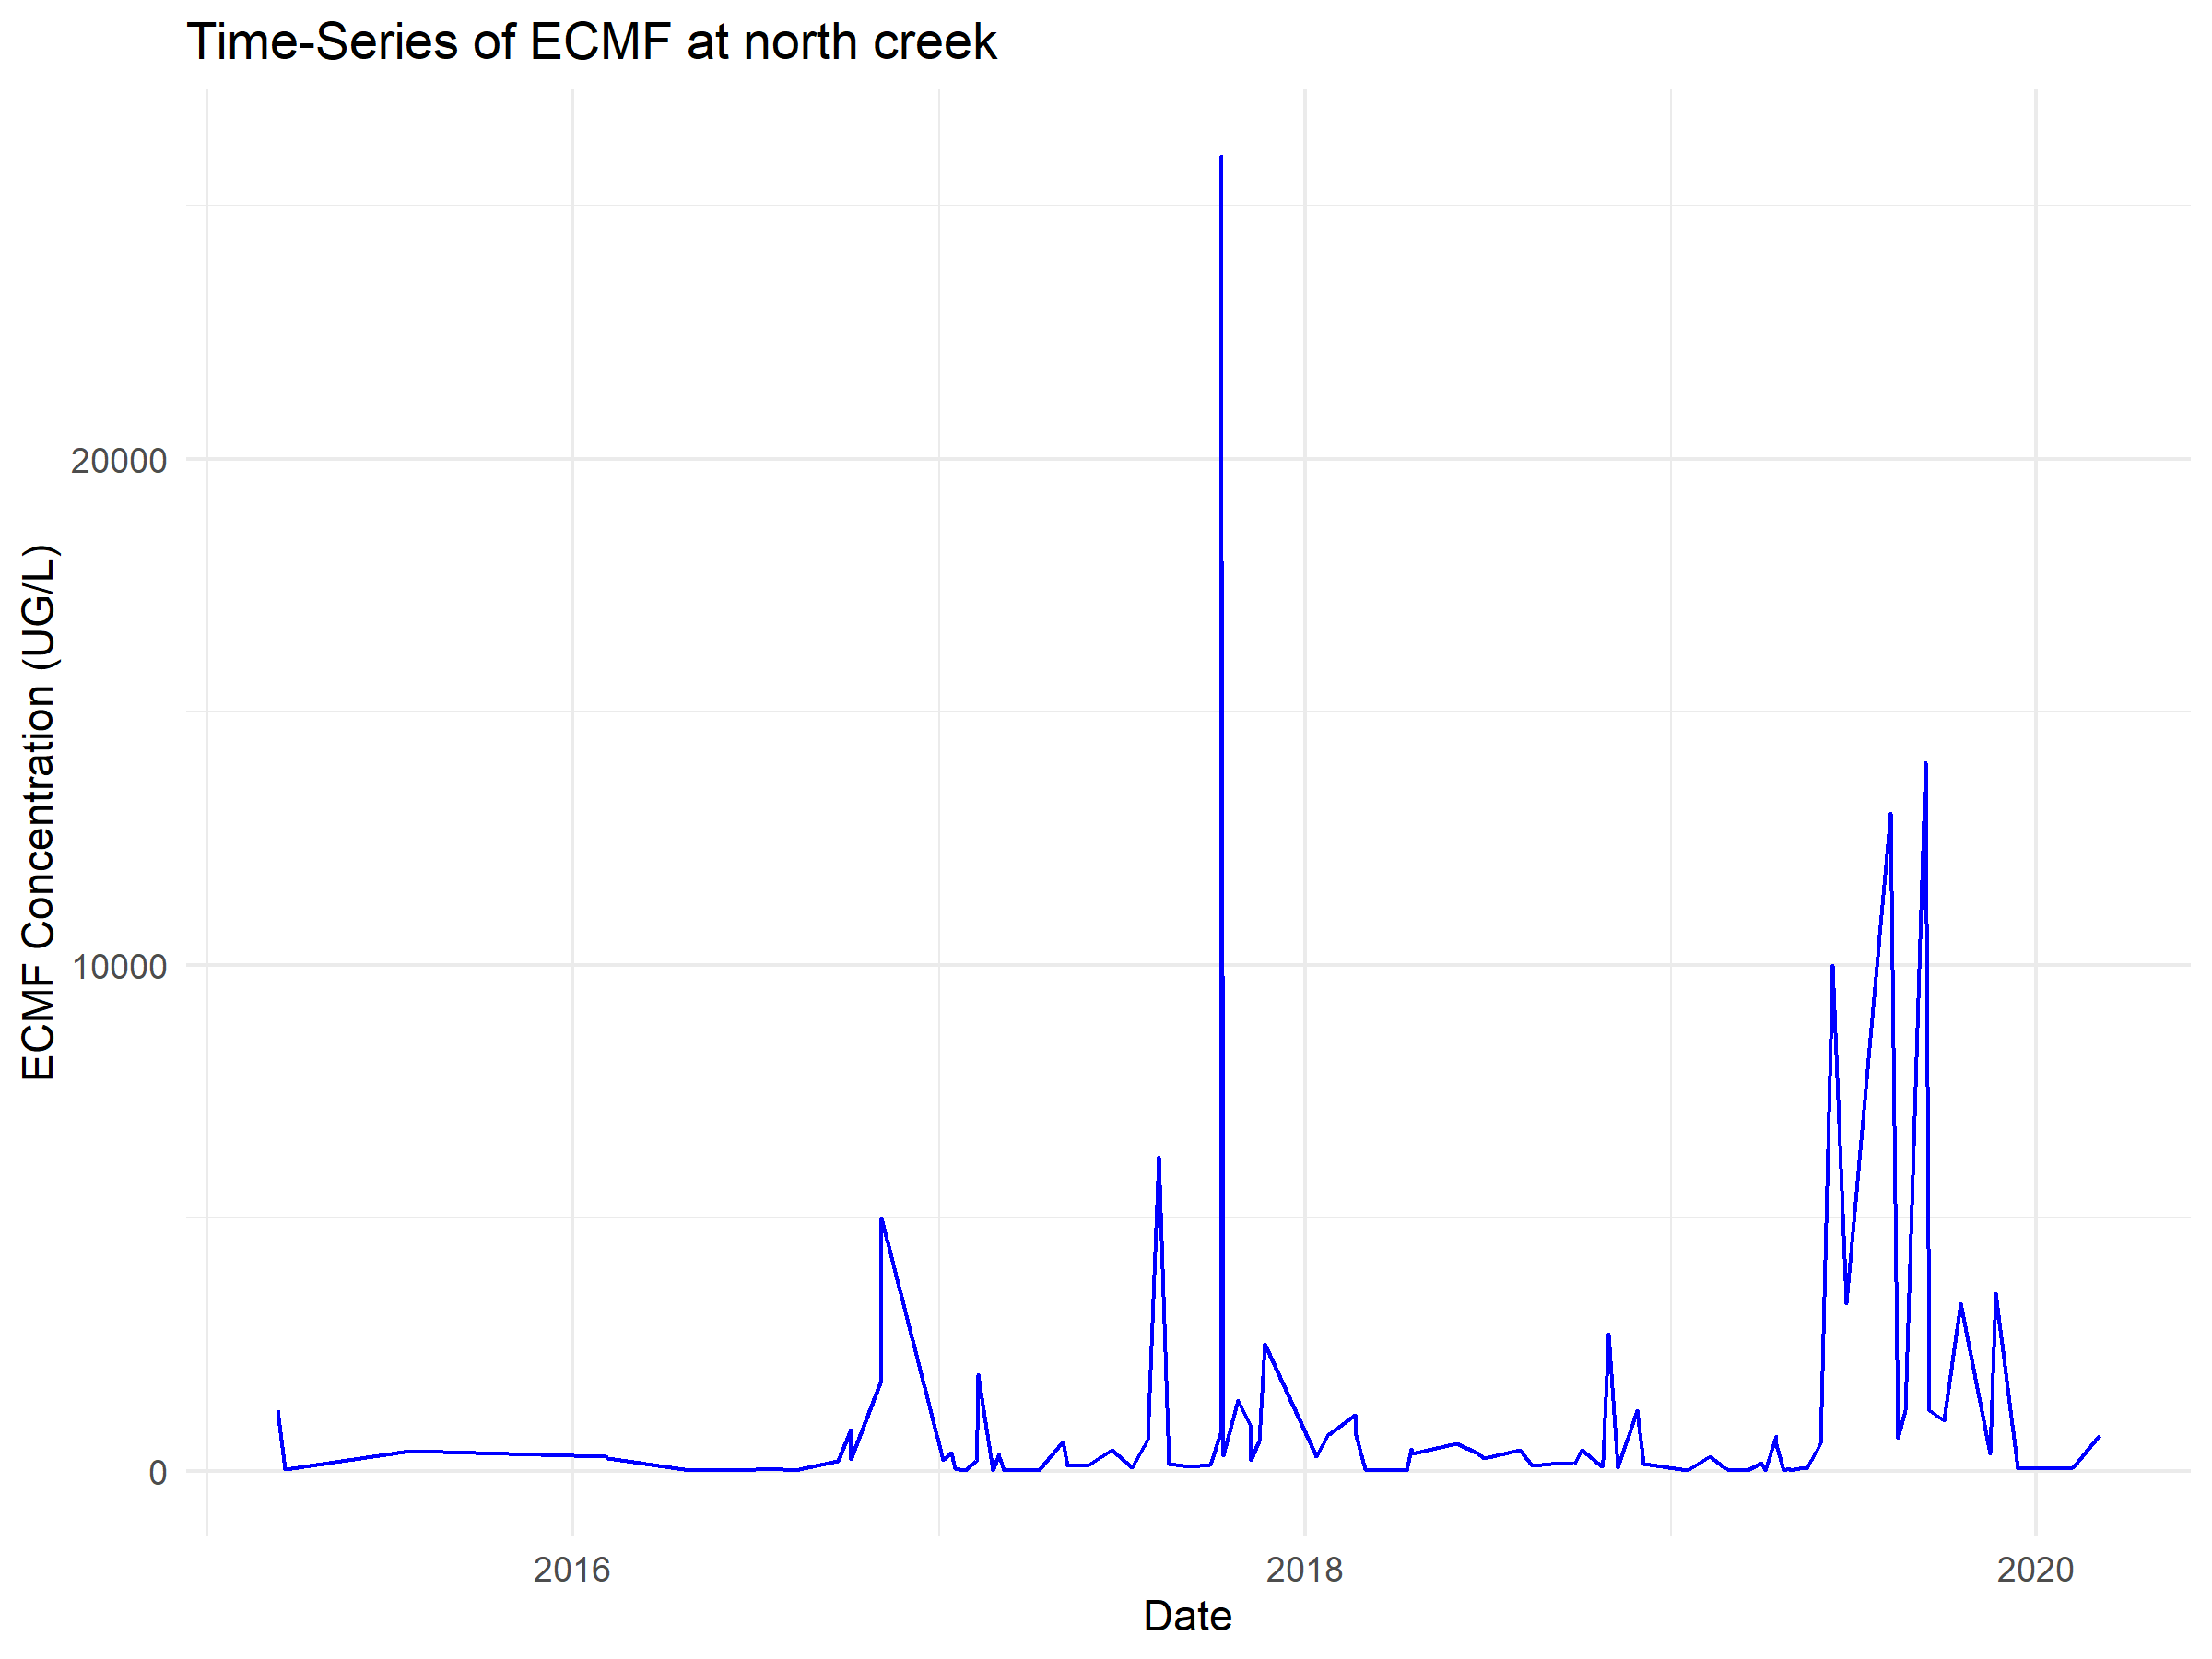 Time-Series of ECMF at north creek
ECMF Concentration (UG/L)
20000
10000
0
2016
2018
2020
Date